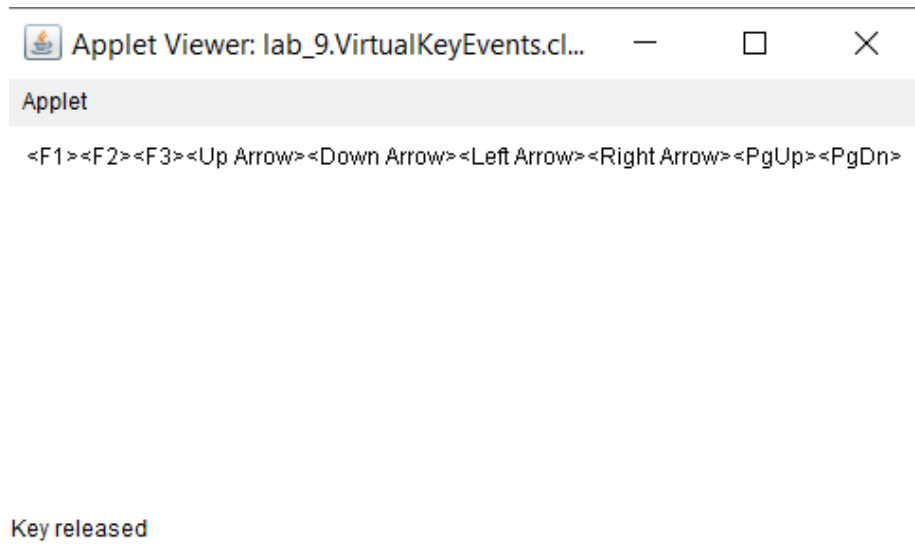 Applet Viewer: lab_9.VirtualKeyEvents.cl...
Applet
<F1><F2><F3><Up Arrow><Down Arrow><Left Arrow><Right Arrow><PgUp><PgDn>
Key released